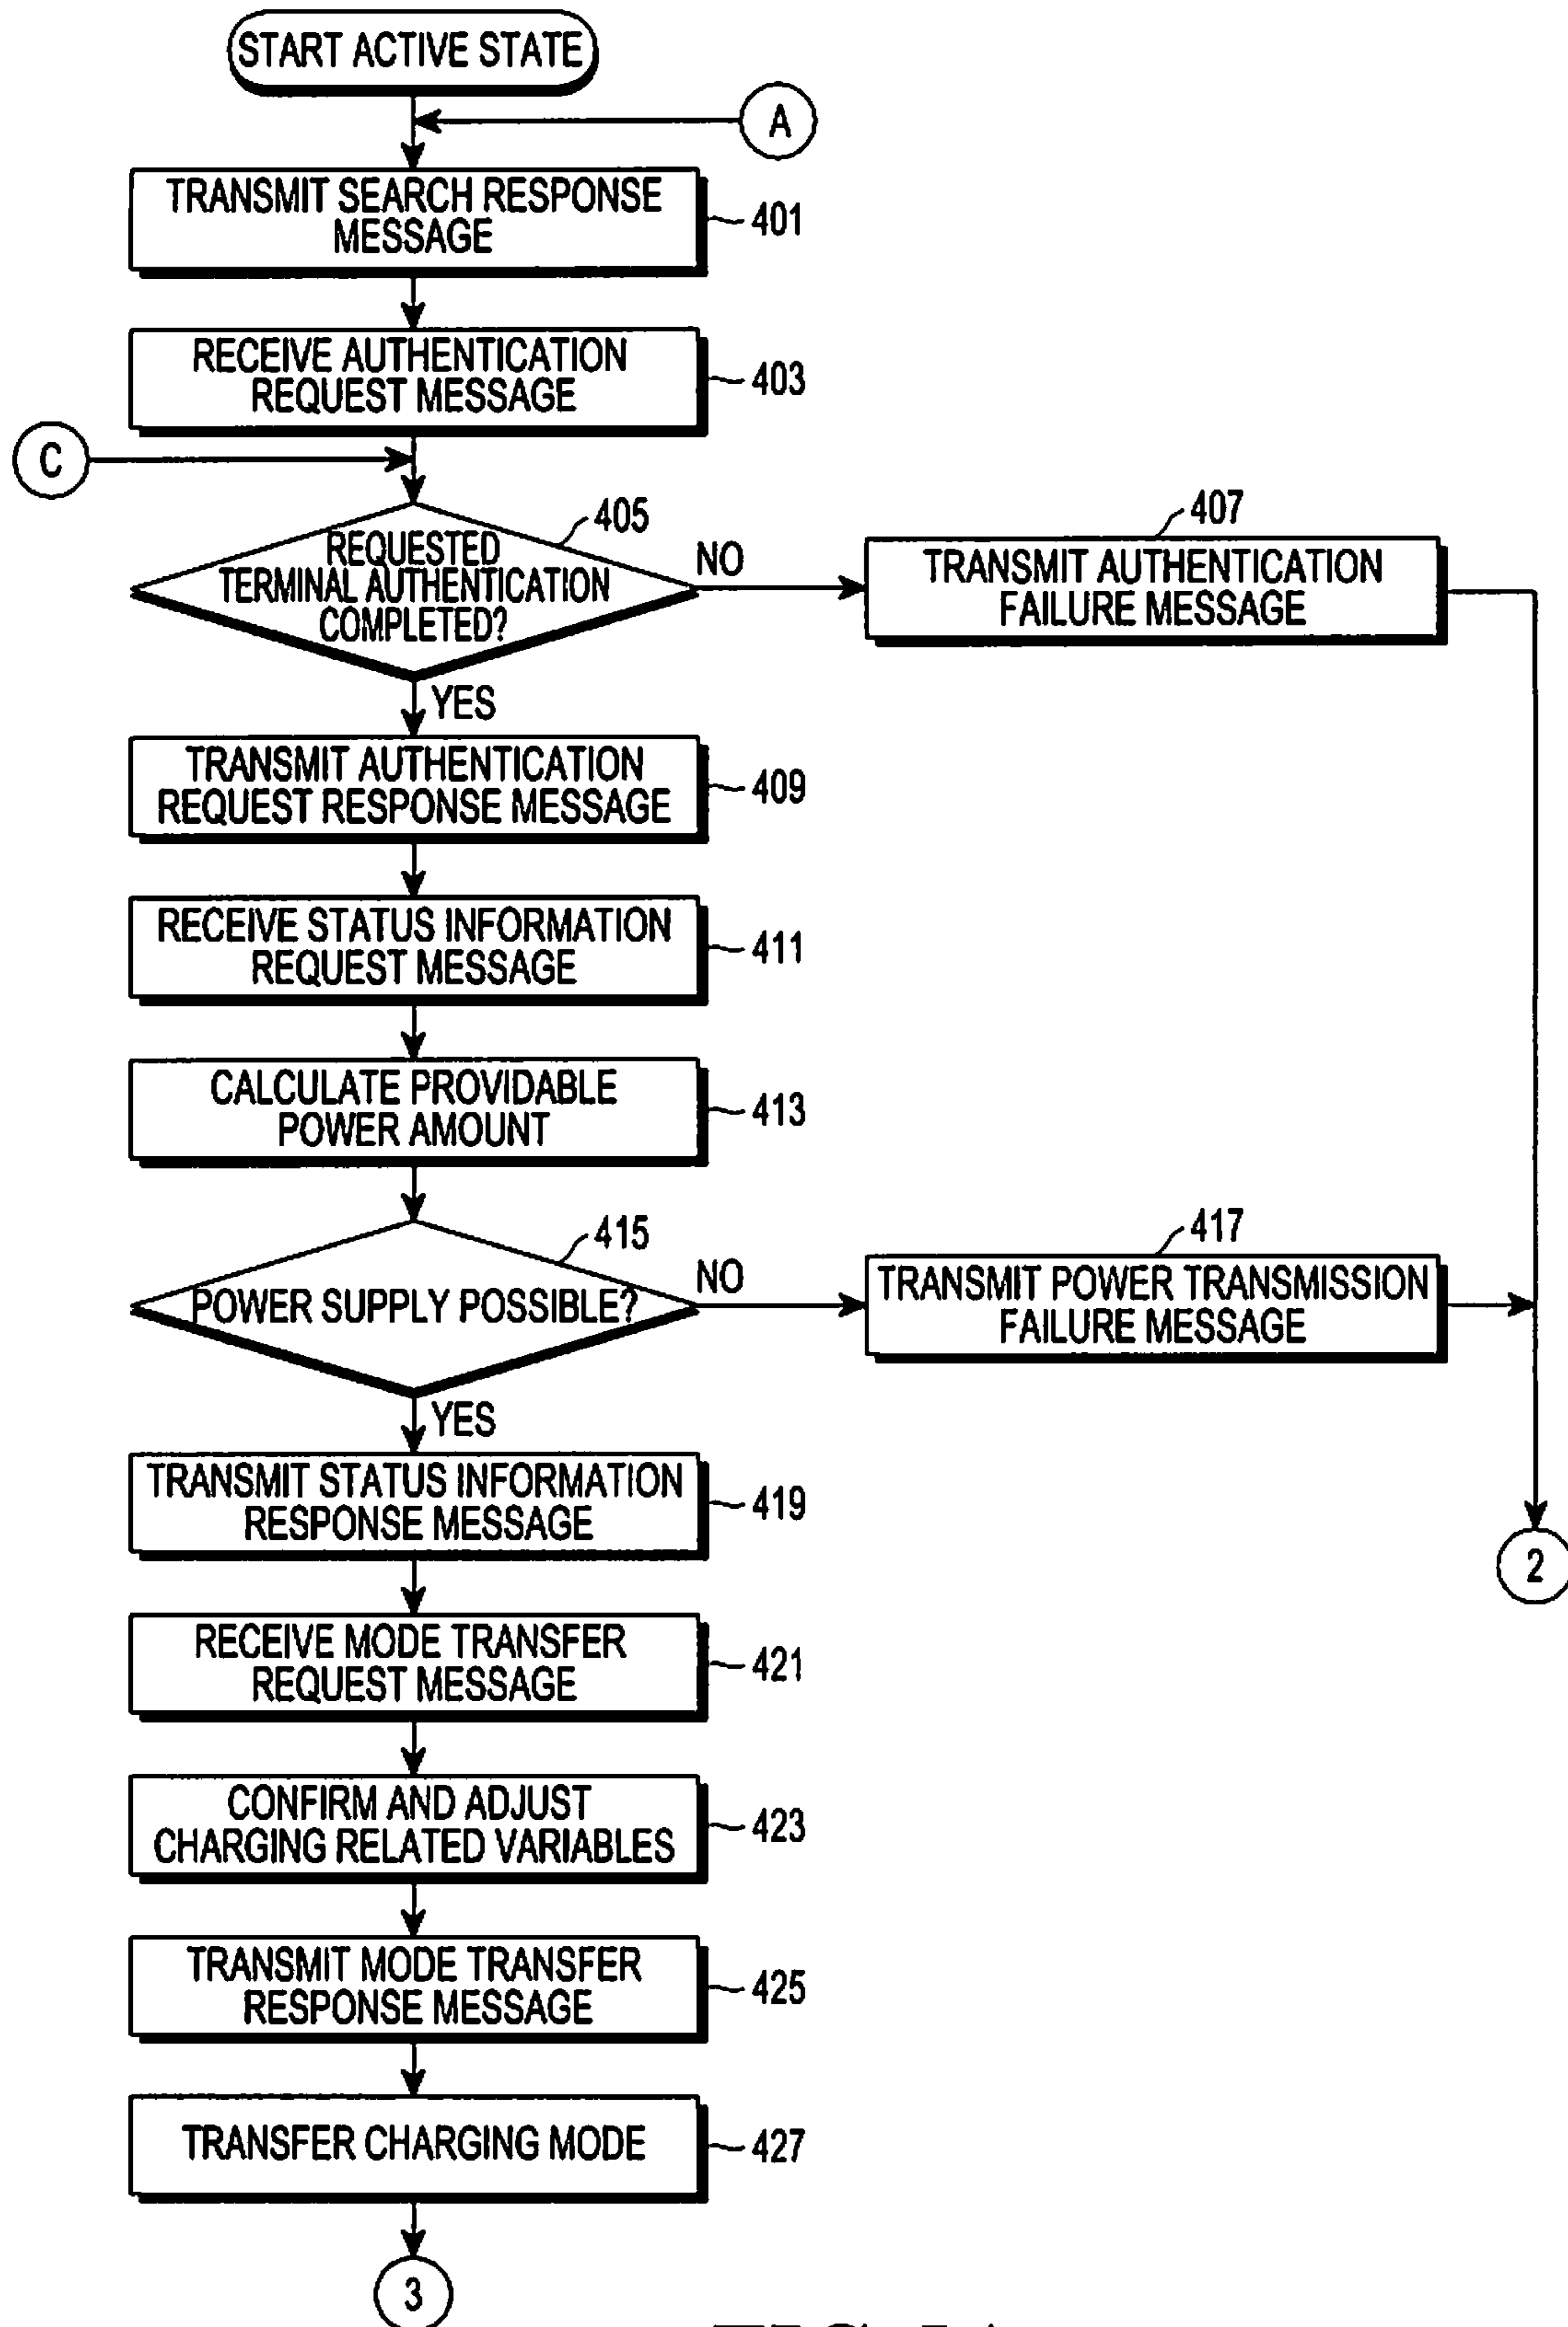 START ACTIVE STATE
A
TRANSMIT SEARCH RESPONSE
MESSAGE
401
RECEIVE AUTHENTICATION
REQUEST MESSAGE
403
C
405
REQUESTED
TERMINAL AUTHENTICATION
COMPLETED?
NO
407
TRANSMIT AUTHENTICATION
FAILURE MESSAGE
YES
TRANSMIT AUTHENTICATION
REQUEST RESPONSE MESSAGE
409
RECEIVE STATUS INFORMATION
REQUEST MESSAGE
411
CALCULATE PROVIDABLE
POWER AMOUNT
413
415
POWER SUPPLY POSSIBLE?
NO
417
TRANSMIT POWER TRANSMISSION
FAILURE MESSAGE
YES
TRANSMIT STATUS INFORMATION
RESPONSE MESSAGE
419
2
RECEIVE MODE TRANSFER
REQUEST MESSAGE
421
CONFIRM AND ADJUST
CHARGING RELATED VARIABLES
423
TRANSMIT MODE TRANSFER
RESPONSE MESSAGE
425
TRANSFER CHARGING MODE
427
3